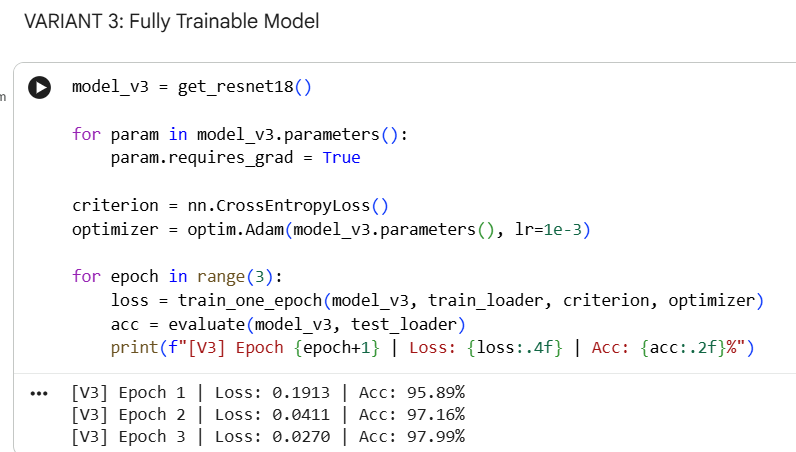 VARIANT 3: Fully Trainable Model
model_v3 = get_resnet18()
for param in model_v3.parameters():
    param.requires_grad = True
criterion = nn.CrossEntropyLoss()
optimizer = optim.Adam(model_v3.parameters(), lr=1e-3)
for epoch in range(3):
    loss = train_one_epoch(model_v3, train_loader, criterion, optimizer)
    acc = evaluate(model_v3, test_loader)
    print(f"[V3] Epoch {epoch+1} | Loss: {loss:.4f} | Acc: {acc:.2f}%")
[V3] Epoch 1 | Loss: 0.1913 | Acc: 95.89%
[V3] Epoch 2 | Loss: 0.0411 | Acc: 97.16%
[V3] Epoch 3 | Loss: 0.0270 | Acc: 97.99%